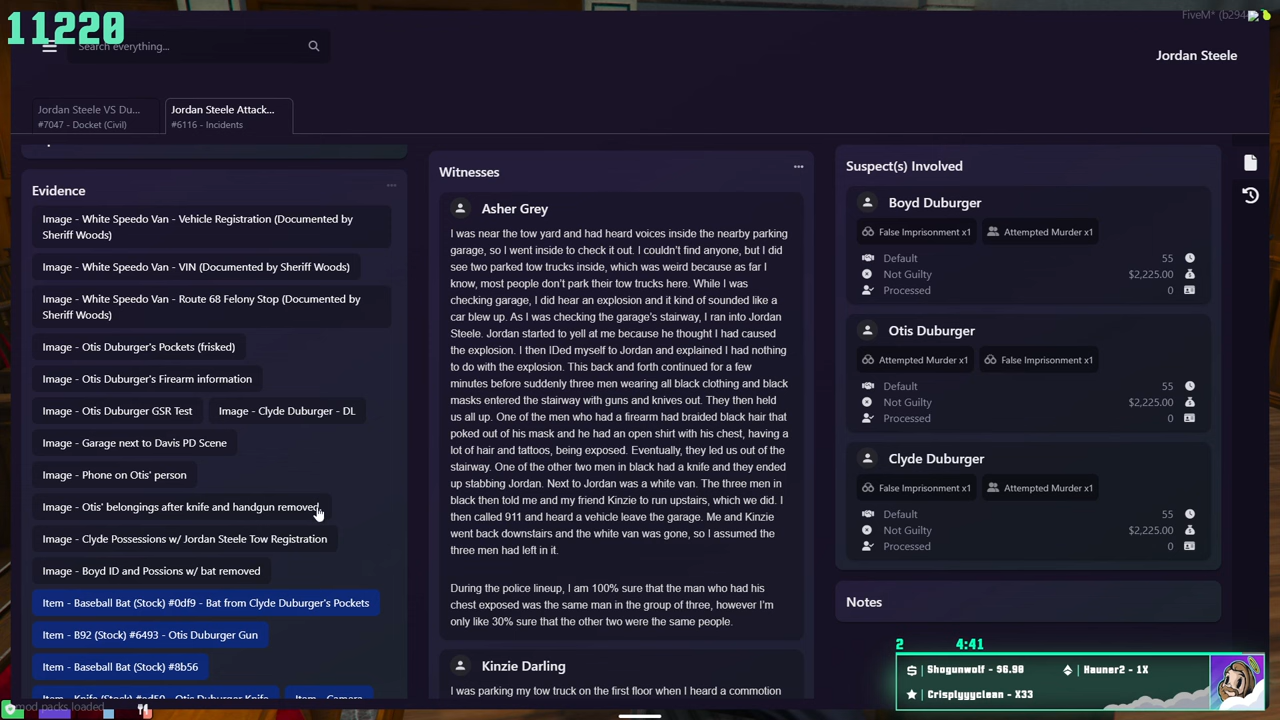 11220
FiveM* (b294
Search everything...
Jordan Steele
Jordan Steele VS Du...
#7047 - Docket (Civil)
Jordan Steele Attack...
#6116 - Incidents
Evidence
Image - White Speedo Van - Vehicle Registration (Documented by
Sheriff Woods)
Image - White Speedo Van - VIN (Documented by Sheriff Woods)
Image - White Speedo Van - Route 68 Felony Stop (Documented by
Sheriff Woods)
Image - Otis Duburger's Pockets (frisked)
Image - Otis Duburger's Firearm information
Image - Otis Duburger GSR Test
Image - Clyde Duburger - DL
Image - Garage next to Davis PD Scene
Image - Phone on Otis' person
Image - Otis' belongings after knife and handgun removed
Image - Clyde Possessions w/ Jordan Steele Tow Registration
Image - Boyd ID and Possions w/ bat removed
Item - Baseball Bat (Stock) #0df9 - Bat from Clyde Duburger's Pockets
Item - B92 (Stock) #6493 - Otis Duburger Gun
Item - Baseball Bat (Stock) #8b56
Item - Knife (Stock) #ad50 - Otis Duburger Knife
Item - Camera
mod packs loaded
Witnesses
Asher Grey
I was near the tow yard and had heard voices inside the nearby parking
garage, so I went inside to check it out. I couldn't find anyone, but I did
see two parked tow trucks inside, which was weird because as far I
know, most people don't park their tow trucks here. While I was
checking garage, I did hear an explosion and it kind of sounded like a
car blew up. As I was checking the garage's stairway, I ran into Jordan
Steele. Jordan started to yell at me because he thought I had caused
the explosion. I then IDed myself to Jordan and explained I had nothing
to do with the explosion. This back and forth continued for a few
minutes before suddenly three men wearing all black clothing and black
masks entered the stairway with guns and knives out. They then held
us all up. One of the men who had a firearm had braided black hair that
poked out of his mask and he had an open shirt with his chest, having a
lot of hair and tattoos, being exposed. Eventually, they led us out of the
stairway. One of the other two men in black had a knife and they ended
up stabbing Jordan. Next to Jordan was a white van. The three men in
black then told me and my friend Kinzie to run upstairs, which we did. I
then called 911 and heard a vehicle leave the garage. Me and Kinzie
went back downstairs and the white van was gone, so I assumed the
three men had left in it.
During the police lineup, I am 100% sure that the man who had his
chest exposed was the same man in the group of three, however I'm
only like 30% sure that the other two were the same people.
Kinzie Darling
I was parking my tow truck on the first floor when I heard a commotion
Suspect(s) Involved
Boyd Duburger
False Imprisonment x1
Attempted Murder x1
Default 55
Not Guilty $2,225.00
Processed 0
Otis Duburger
Attempted Murder x1
False Imprisonment x1
Default 55
Not Guilty $2,225.00
Processed 0
Clyde Duburger
False Imprisonment x1
Attempted Murder x1
Default 55
Not Guilty $2,225.00
Processed 0
Notes
2 4:41
Shogunwolf - $6.90
Hauner2 - 1X
Crisplyyyclean - X33